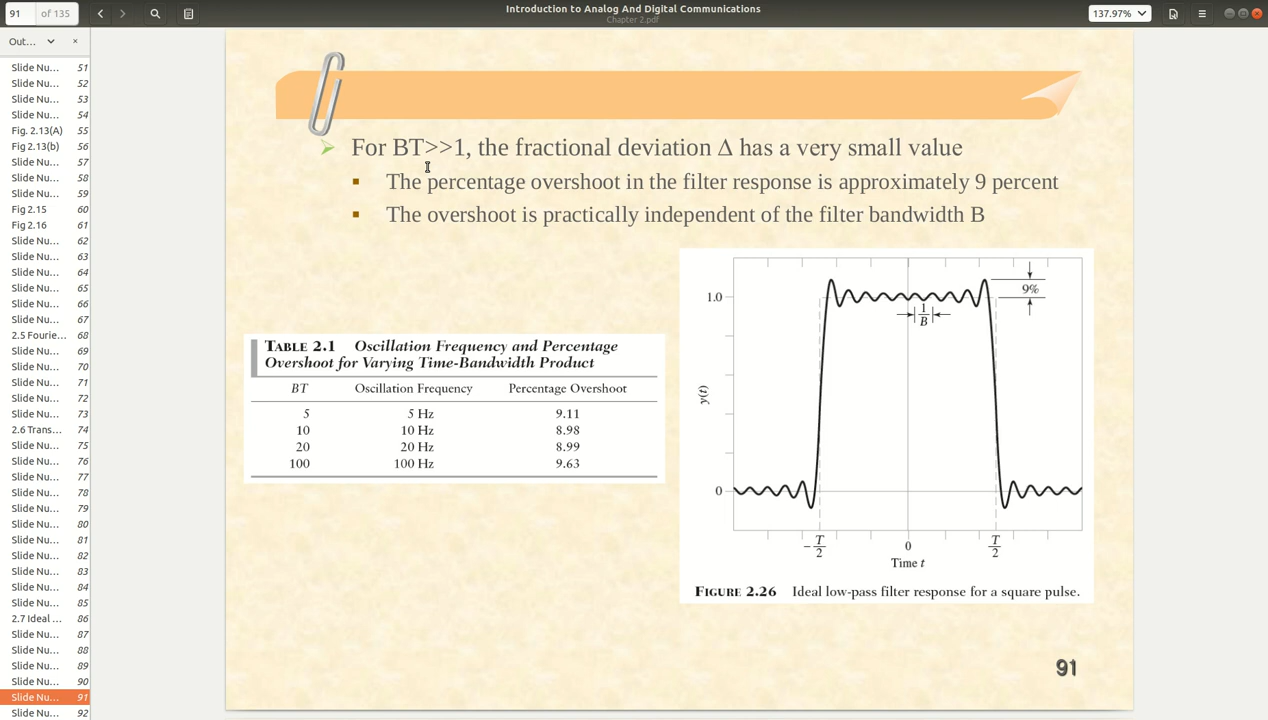 91 of 135
Introduction to Analog And Digital Communications
Chapter 2.pdf
137.97%
Out...
Slide Nu... 51
Slide Nu... 52
Slide Nu... 53
Slide Nu... 54
Fig. 2.13(A) 55
Fig 2.13(b) 56
Slide Nu... 57
Slide Nu... 58
Slide Nu... 59
Fig 2.15 60
Fig 2.16 61
Slide Nu... 62
Slide Nu... 63
Slide Nu... 64
Slide Nu... 65
Slide Nu... 66
Slide Nu... 67
2.5 Fourie... 68
Slide Nu... 69
Slide Nu... 70
Slide Nu... 71
Slide Nu... 72
Slide Nu... 73
2.6 Trans... 74
Slide Nu... 75
Slide Nu... 76
Slide Nu... 77
Slide Nu... 78
Slide Nu... 79
Slide Nu... 80
Slide Nu... 81
Slide Nu... 82
Slide Nu... 83
Slide Nu... 84
Slide Nu... 85
2.7 Ideal ... 86
Slide Nu... 87
Slide Nu... 88
Slide Nu... 89
Slide Nu... 90
Slide Nu... 91
Slide Nu... 92
For BT>>1, the fractional deviation Δ has a very small value
The percentage overshoot in the filter response is approximately 9 percent
The overshoot is practically independent of the filter bandwidth B
TABLE 2.1 Oscillation Frequency and Percentage
Overshoot for Varying Time-Bandwidth Product
BT Oscillation Frequency Percentage Overshoot
5 5 Hz 9.11
10 10 Hz 8.98
20 20 Hz 8.99
100 100 Hz 9.63
9%
1.0
1/B
y(t)
0
-T/2 0 T/2
Time t
FIGURE 2.26 Ideal low-pass filter response for a square pulse.
91